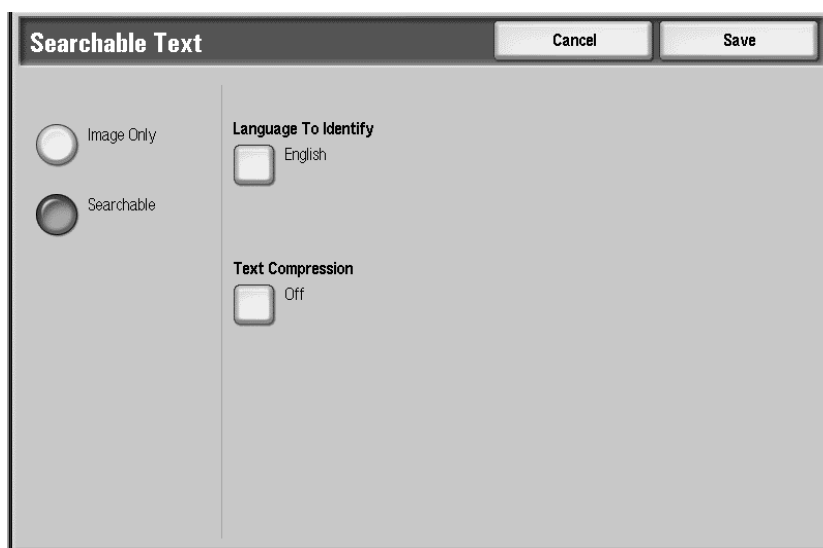 Searchable Text
Cancel
Save
Image Only
Searchable
Language To Identify
English
Text Compression
Off